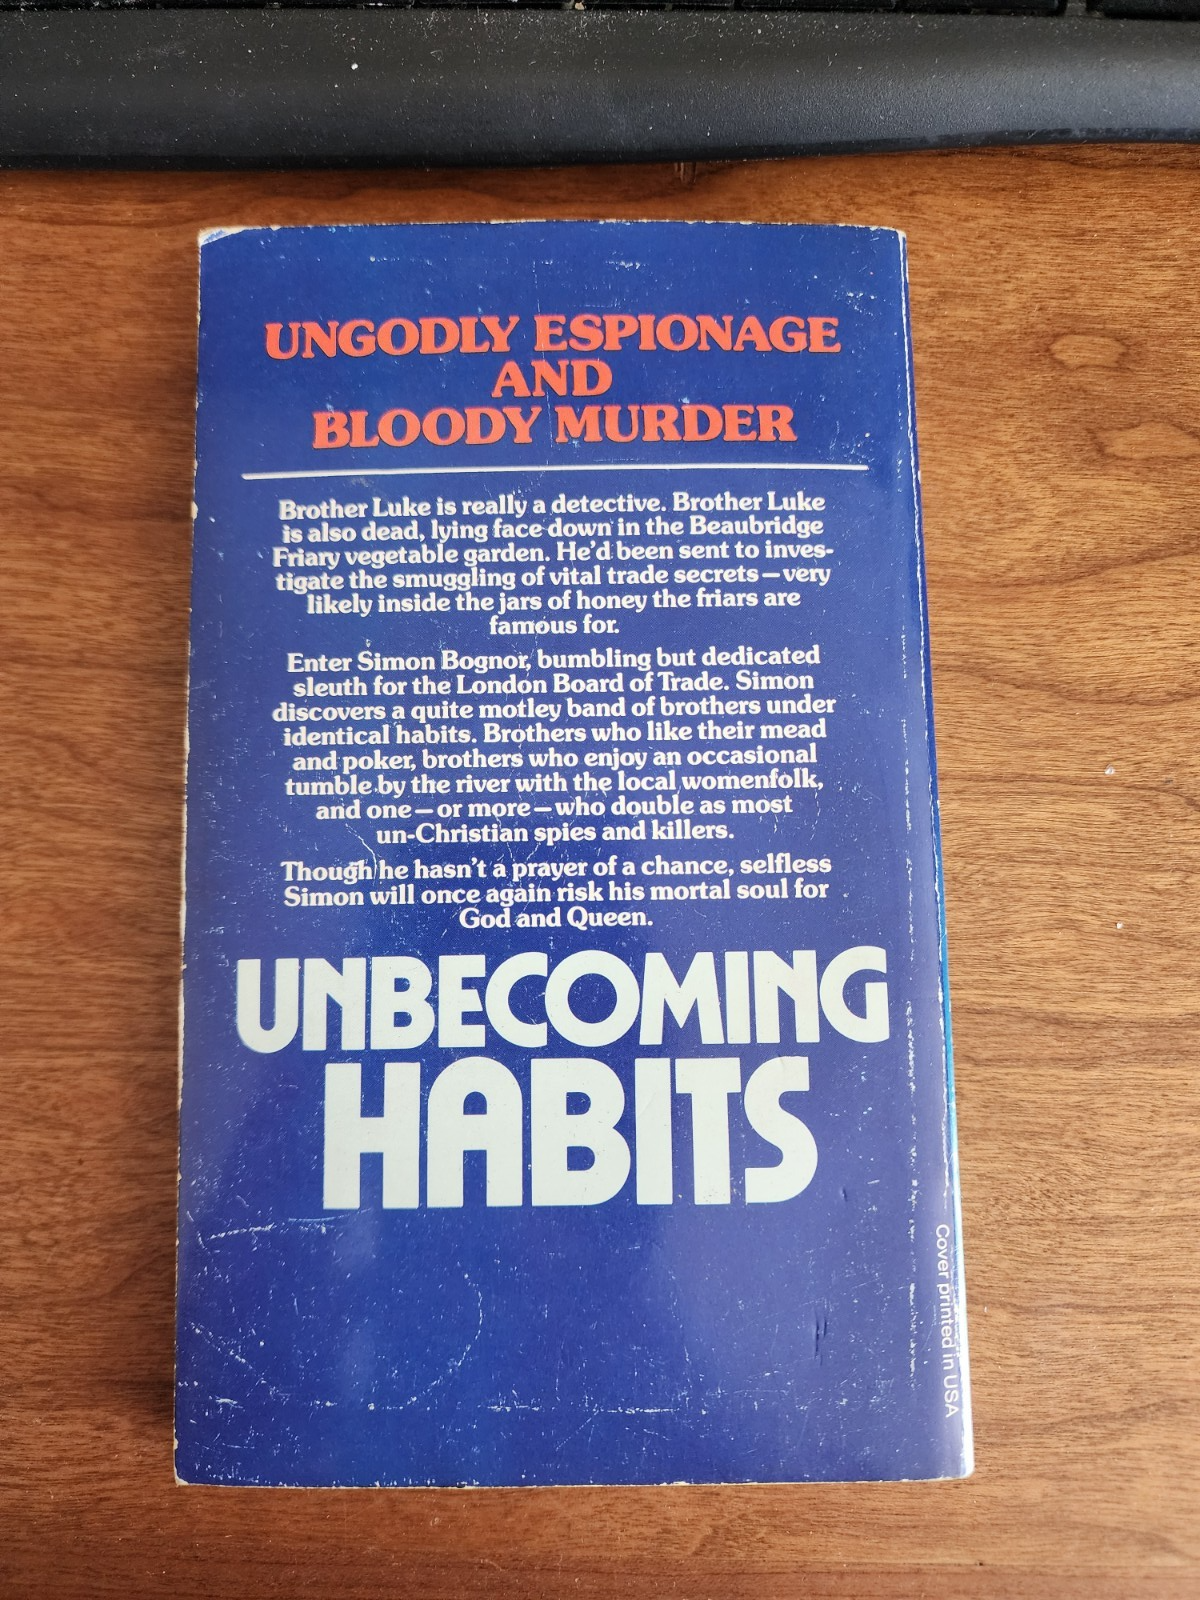 UNGODLY ESPIONAGE
AND
BLOODY MURDER
Brother Luke is really a detective. Brother Luke
is also dead, lying face down in the Beaubridge
Friary vegetable garden. He'd been sent to inves-
tigate the smuggling of vital trade secrets—very
likely inside the jars of honey the friars are
famous for.
Enter Simon Bognor, bumbling but dedicated
sleuth for the London Board of Trade. Simon
discovers a quite motley band of brothers under
identical habits. Brothers who like their mead
and poker, brothers who enjoy an occasional
tumble by the river with the local womenfolk,
and one—or more—who double as most
un-Christian spies and killers.
Though he hasn't a prayer of a chance, selfless
Simon will once again risk his mortal soul for
God and Queen.
UNBECOMING
HABITS
Cover printed in USA